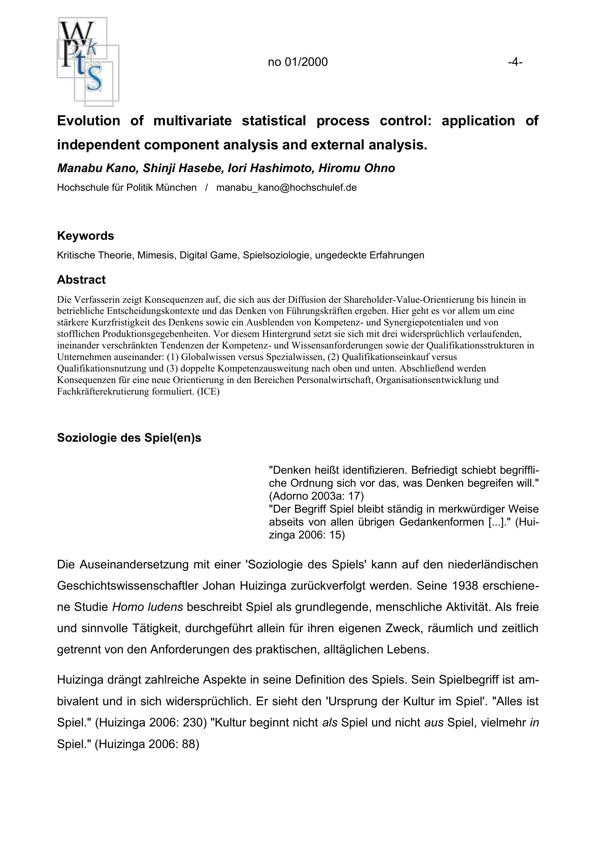 W
P k
t s
S
no 01/2000 -4-
Evolution of multivariate statistical process control: application of
independent component analysis and external analysis.
Manabu Kano, Shinji Hasebe, Iori Hashimoto, Hiromu Ohno
Hochschule für Politik München / manabu_kano@hochschulef.de
Keywords
Kritische Theorie, Mimesis, Digital Game, Spielsoziologie, ungedeckte Erfahrungen
Abstract
Die Verfasserin zeigt Konsequenzen auf, die sich aus der Diffusion der Shareholder-Value-Orientierung bis hinein in
betriebliche Entscheidungskontexte und das Denken von Führungskräften ergeben. Hier geht es vor allem um eine
stärkere Kurzfristigkeit des Denkens sowie ein Ausblenden von Kompetenz- und Synergiepotentialen und von
stofflichen Produktionsgegebenheiten. Vor diesem Hintergrund setzt sie sich mit drei widersprüchlich verlaufenden,
ineinander verschränkten Tendenzen der Kompetenz- und Wissensanforderungen sowie der Qualifikationsstrukturen in
Unternehmen auseinander: (1) Globalwissen versus Spezialwissen, (2) Qualifikationseinkauf versus
Qualifikationsnutzung und (3) doppelte Kompetenzausweitung nach oben und unten. Abschließend werden
Konsequenzen für eine neue Orientierung in den Bereichen Personalwirtschaft, Organisationsentwicklung und
Fachkräfterekrutierung formuliert. (ICE)
Soziologie des Spiel(en)s
"Denken heißt identifizieren. Befriedigt schiebt begriffli-
che Ordnung sich vor das, was Denken begreifen will."
(Adorno 2003a: 17)
"Der Begriff Spiel bleibt ständig in merkwürdiger Weise
abseits von allen übrigen Gedankenformen [...]." (Hui-
zinga 2006: 15)
Die Auseinandersetzung mit einer 'Soziologie des Spiels' kann auf den niederländischen
Geschichtswissenschaftler Johan Huizinga zurückverfolgt werden. Seine 1938 erschiene-
ne Studie Homo ludens beschreibt Spiel als grundlegende, menschliche Aktivität. Als freie
und sinnvolle Tätigkeit, durchgeführt allein für ihren eigenen Zweck, räumlich und zeitlich
getrennt von den Anforderungen des praktischen, alltäglichen Lebens.
Huizinga drängt zahlreiche Aspekte in seine Definition des Spiels. Sein Spielbegriff ist am-
bivalent und in sich widersprüchlich. Er sieht den 'Ursprung der Kultur im Spiel'. "Alles ist
Spiel." (Huizinga 2006: 230) "Kultur beginnt nicht als Spiel und nicht aus Spiel, vielmehr in
Spiel." (Huizinga 2006: 88)